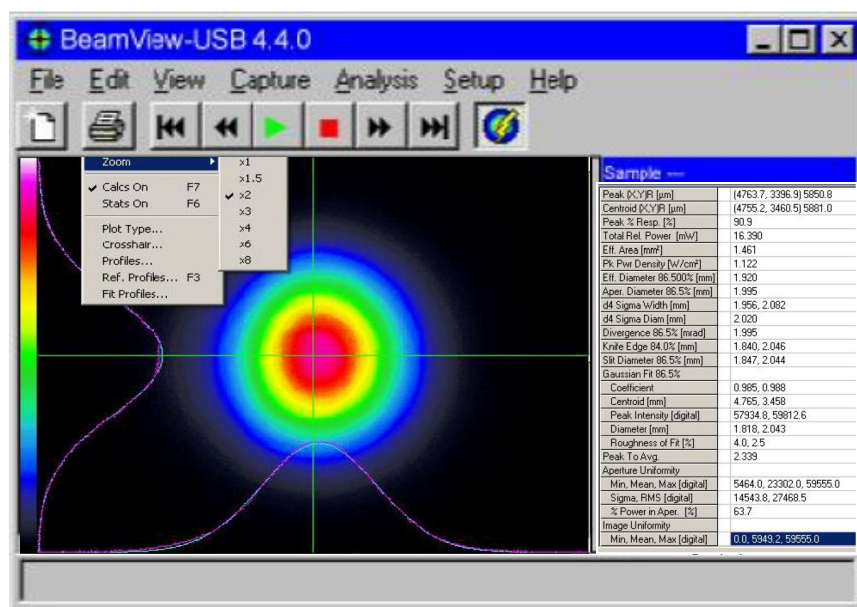 BeamView-USB 4.4.0
File Edit View Capture Analysis Setup Help
Zoom
Calcs On F7
Stats On F6
Plot Type...
Crosshair...
Profiles...
Ref. Profiles... F3
Fit Profiles...
x1
x1.5
x2
x3
x4
x6
x8
Sample ---
Peak (X,Y)R [µm] (4763.7, 3396.9) 5850.8
Centroid (X,Y)R [µm] (4755.2, 3460.5) 5881.0
Peak % Resp. [%] 90.9
Total Rel. Power [mW] 16.390
Eff. Area [mm²] 1.461
Pk Pwr Density [W/cm²] 1.122
Eff. Diameter 86.500% [mm] 1.920
Aper. Diameter 86.5% [mm] 1.995
d4 Sigma Width [mm] 1.956, 2.082
d4 Sigma Diam [mm] 2.020
Divergence 86.5% [mrad] 1.995
Knife Edge 84.0% [mm] 1.840, 2.046
Slit Diameter 86.5% [mm] 1.847, 2.044
Gaussian Fit 86.5%
Coefficient 0.985, 0.988
Centroid [mm] 4.765, 3.458
Peak Intensity [digital] 57934.8, 59812.6
Diameter [mm] 1.818, 2.043
Roughness of Fit [%] 4.0, 2.5
Peak To Avg. 2.339
Aperture Uniformity
Min, Mean, Max [digital] 5464.0, 23302.0, 59555.0
Sigma, RMS [digital] 14543.8, 27468.5
% Power in Aper. [%] 63.7
Image Uniformity
Min, Mean, Max [digital] 0.0, 5949.2, 59555.0